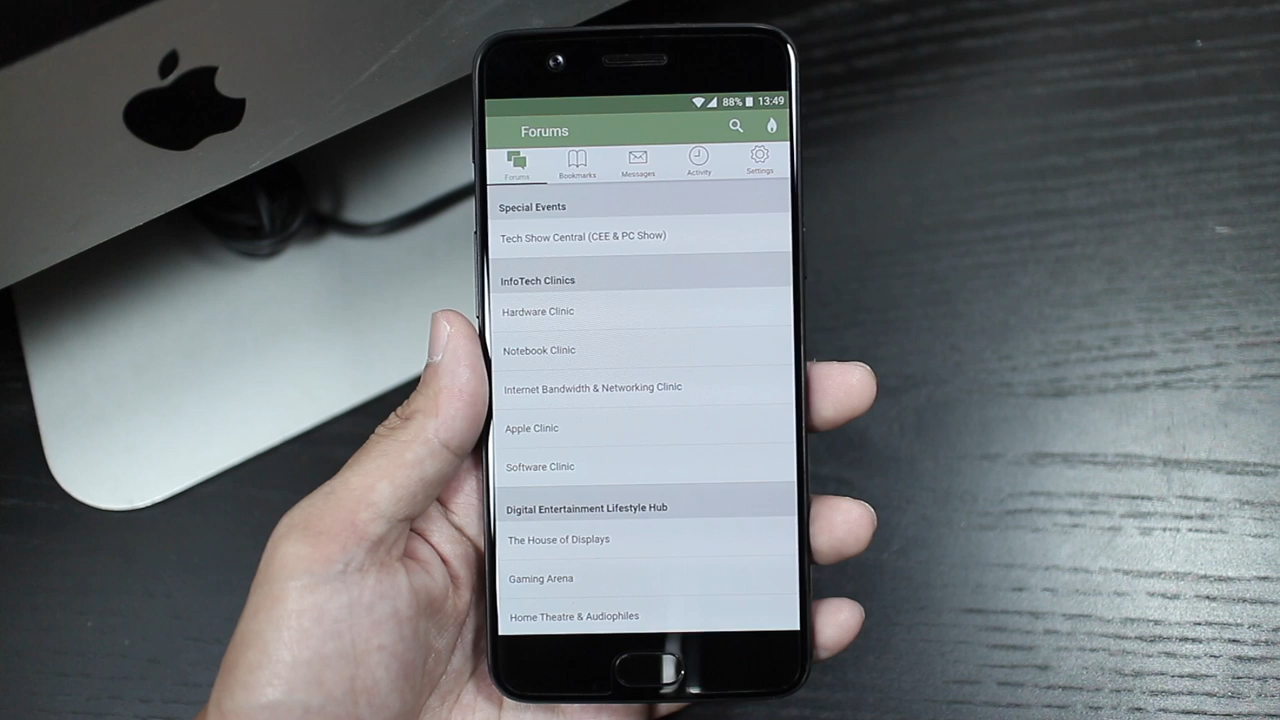 88% 13:49
Forums
Forums Bookmarks Messages Activity Settings
Special Events
Tech Show Central (CEE & PC Show)
InfoTech Clinics
Hardware Clinic
Notebook Clinic
Internet Bandwidth & Networking Clinic
Apple Clinic
Software Clinic
Digital Entertainment Lifestyle Hub
The House of Displays
Gaming Arena
Home Theatre & Audiophiles